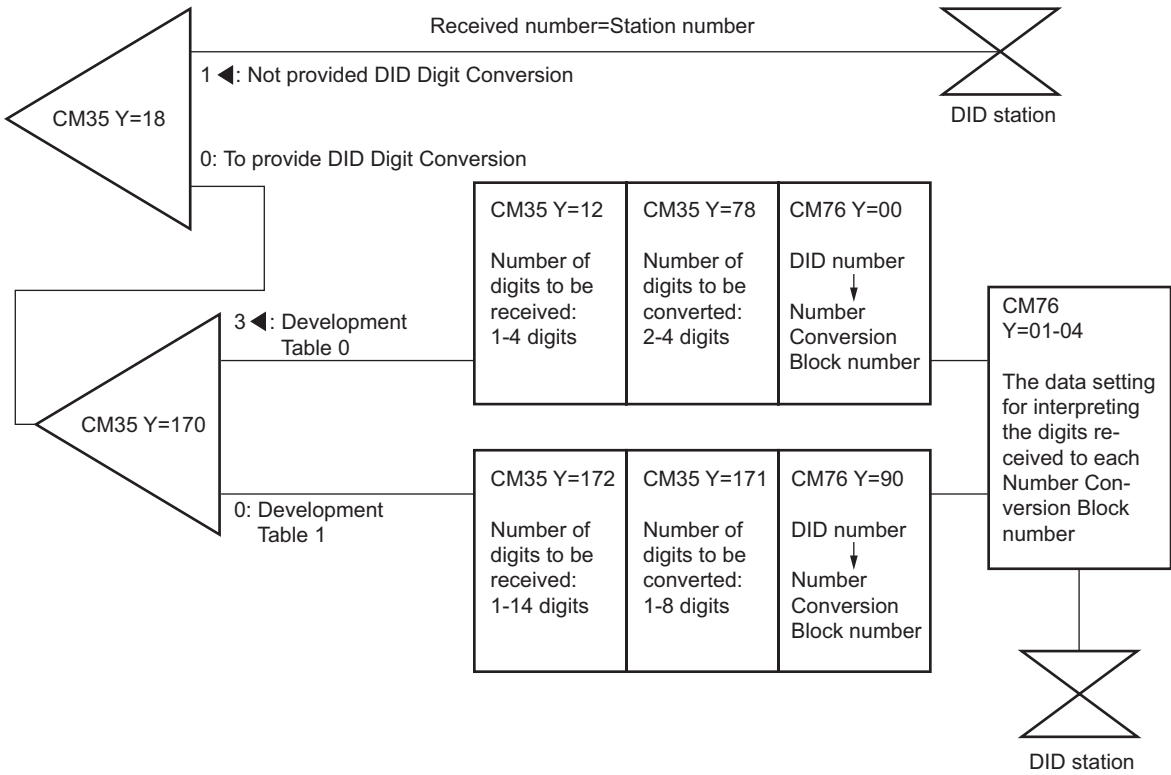 Received number=Station number
1 ◄: Not provided DID Digit Conversion
CM35 Y=18
DID station
0: To provide DID Digit Conversion
CM35 Y=12
Number of
digits to be
received:
1-4 digits
CM35 Y=78
Number of
digits to be
converted:
2-4 digits
CM76 Y=00
DID number
Number
Conversion
Block number
3 ◄: Development
Table 0
CM35 Y=170
0: Development
Table 1
CM35 Y=172
Number of
digits to be
received:
1-14 digits
CM35 Y=171
Number of
digits to be
converted:
1-8 digits
CM76 Y=90
DID number
Number
Conversion
Block number
CM76
Y=01-04
The data setting
for interpreting
the digits re-
ceived to each
Number Con-
version Block
number
DID station